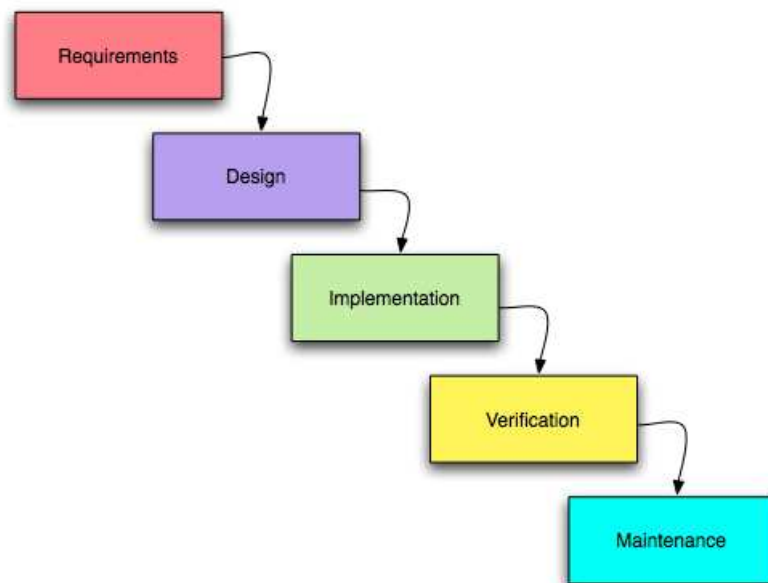 Requirements
Design
Implementation
Verification
Maintenance